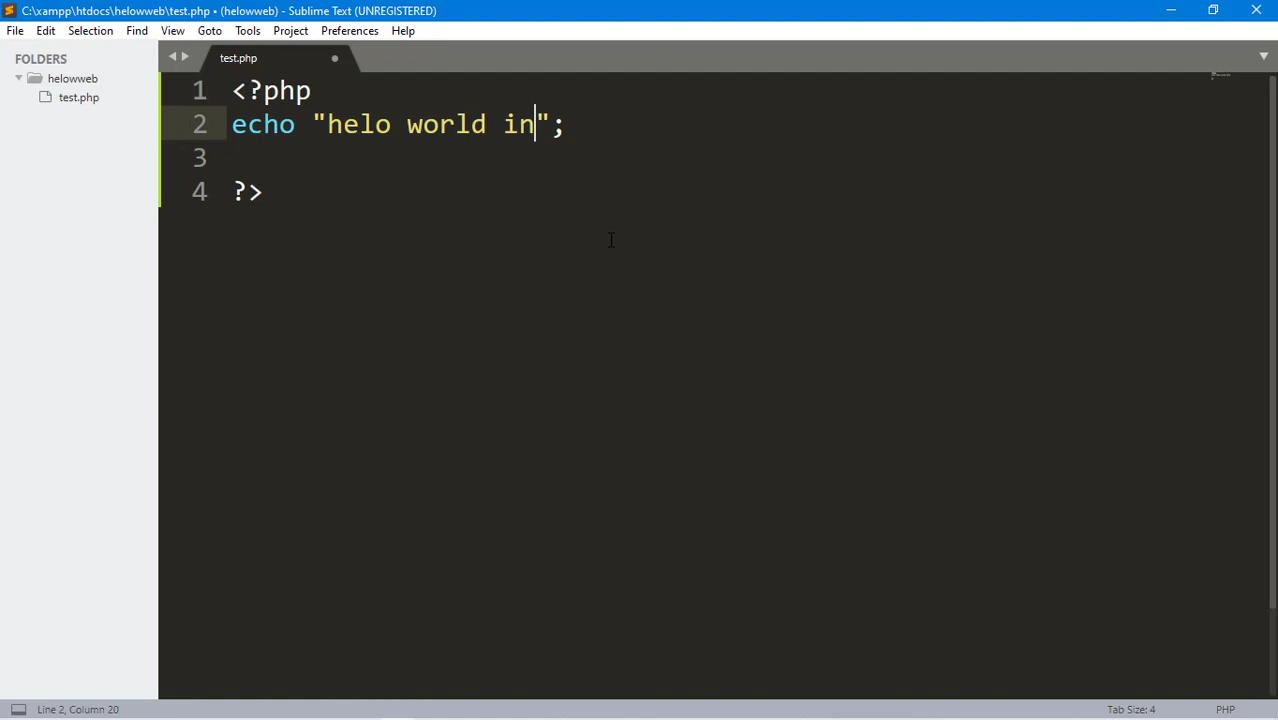 C:\xampp\htdocs\helowweb\test.php • (helowweb) - Sublime Text (UNREGISTERED)
File Edit Selection Find View Goto Tools Project Preferences Help
FOLDERS
helowweb
test.php
test.php
1 <?php
2 echo "helo world in";
3
4 ?>
Line 2, Column 20
Tab Size: 4
PHP